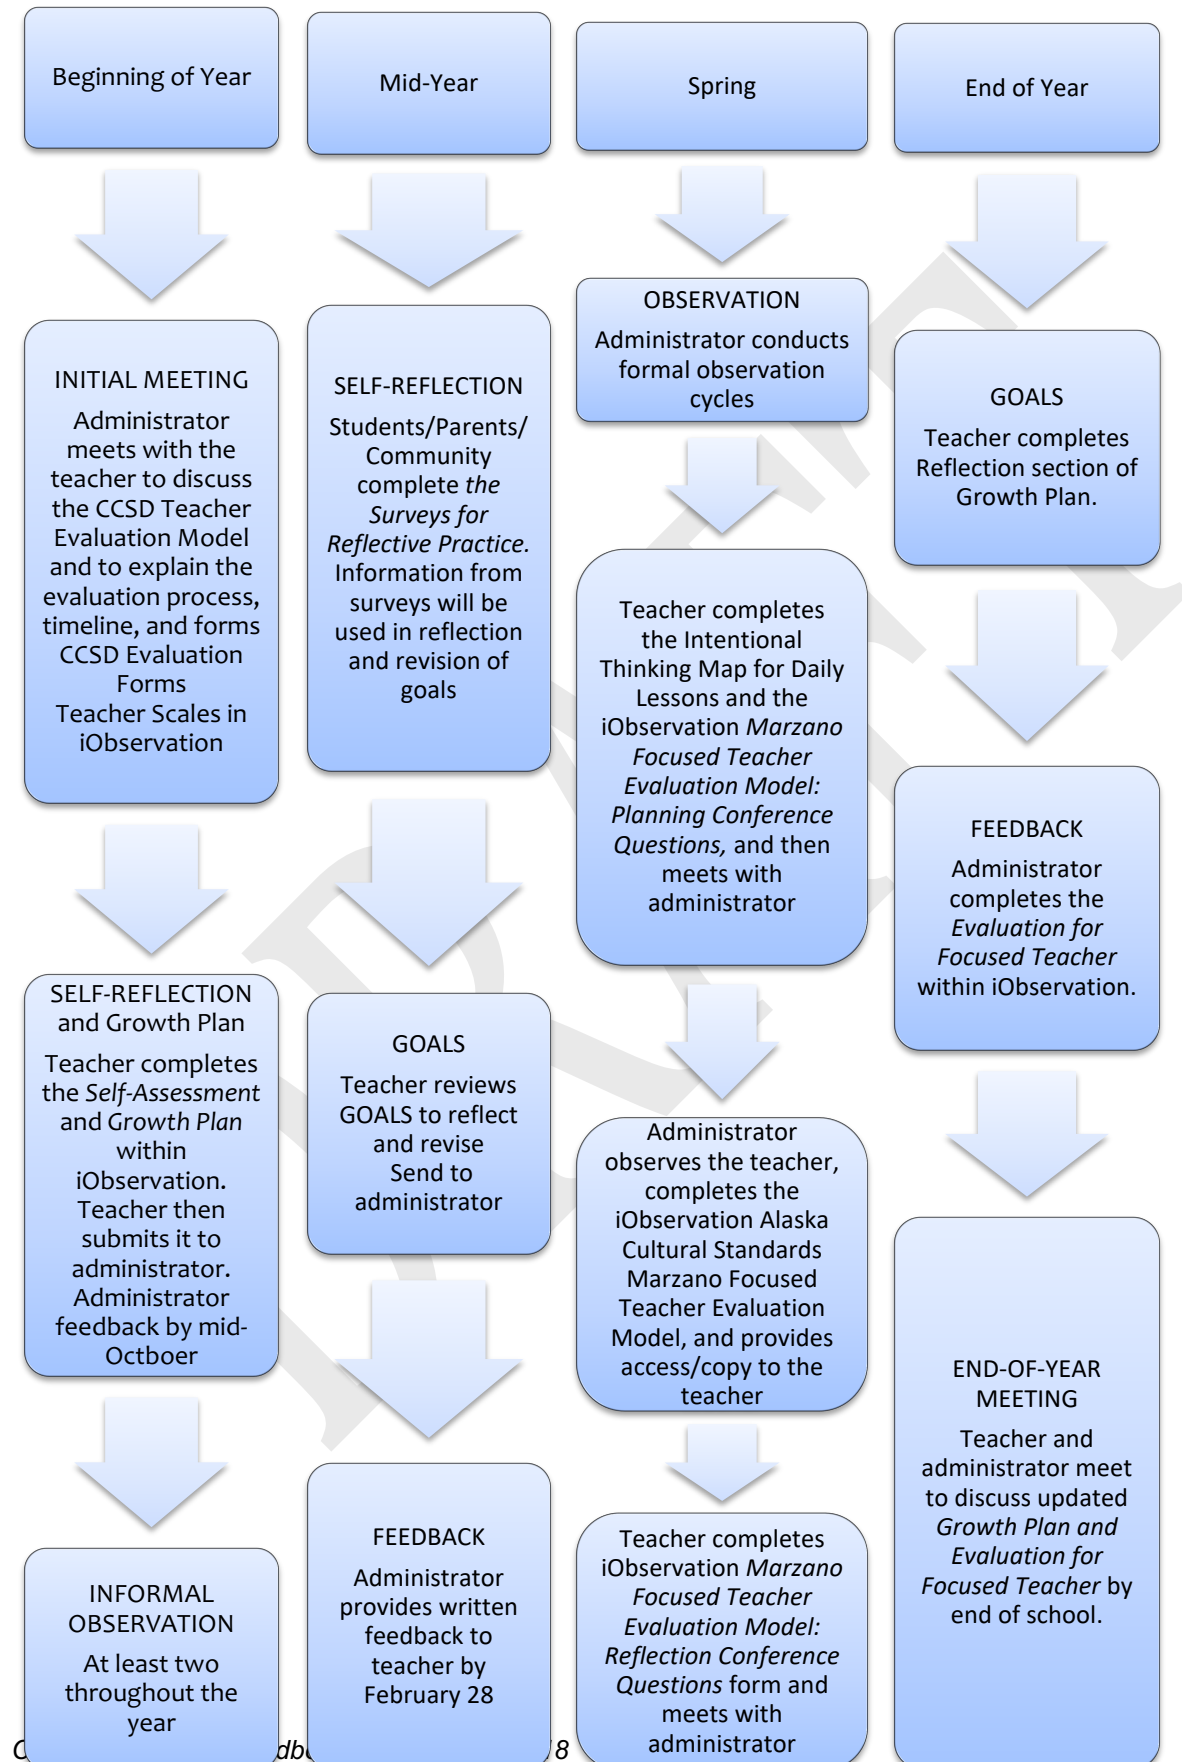 Beginning of Year
INITIAL MEETING
Administrator
meets with the
teacher to discuss
the CCSD Teacher
Evaluation Model
and to explain the
evaluation process,
timeline, and forms
CCSD Evaluation
Forms
Teacher Scales in
iObservation
SELF-REFLECTION
and Growth Plan
Teacher completes
the Self-Assessment
and Growth Plan
within
iObservation.
Teacher then
submits it to
administrator.
Administrator
feedback by mid-
Octboer
INFORMAL
OBSERVATION
At least two
throughout the
year
Mid-Year
SELF-REFLECTION
Students/Parents/
Community
complete the
Surveys for
Reflective Practice.
Information from
surveys will be
used in reflection
and revision of
goals
GOALS
Teacher reviews
GOALS to reflect
and revise
Send to
administrator
FEEDBACK
Administrator
provides written
feedback to
teacher by
February 28
Spring
OBSERVATION
Administrator conducts
formal observation
cycles
Teacher completes
the Intentional
Thinking Map for Daily
Lessons and the
iObservation Marzano
Focused Teacher
Evaluation Model:
Planning Conference
Questions, and then
meets with
administrator
Administrator
observes the teacher,
completes the
iObservation Alaska
Cultural Standards
Marzano Focused
Teacher Evaluation
Model, and provides
access/copy to the
teacher
Teacher completes
iObservation Marzano
Focused Teacher
Evaluation Model:
Reflection Conference
Questions form and
meets with
administrator
End of Year
GOALS
Teacher completes
Reflection section of
Growth Plan.
FEEDBACK
Administrator
completes the
Evaluation for
Focused Teacher
within iObservation.
END-OF-YEAR
MEETING
Teacher and
administrator meet
to discuss updated
Growth Plan and
Evaluation for
Focused Teacher by
end of school.
DRAFT